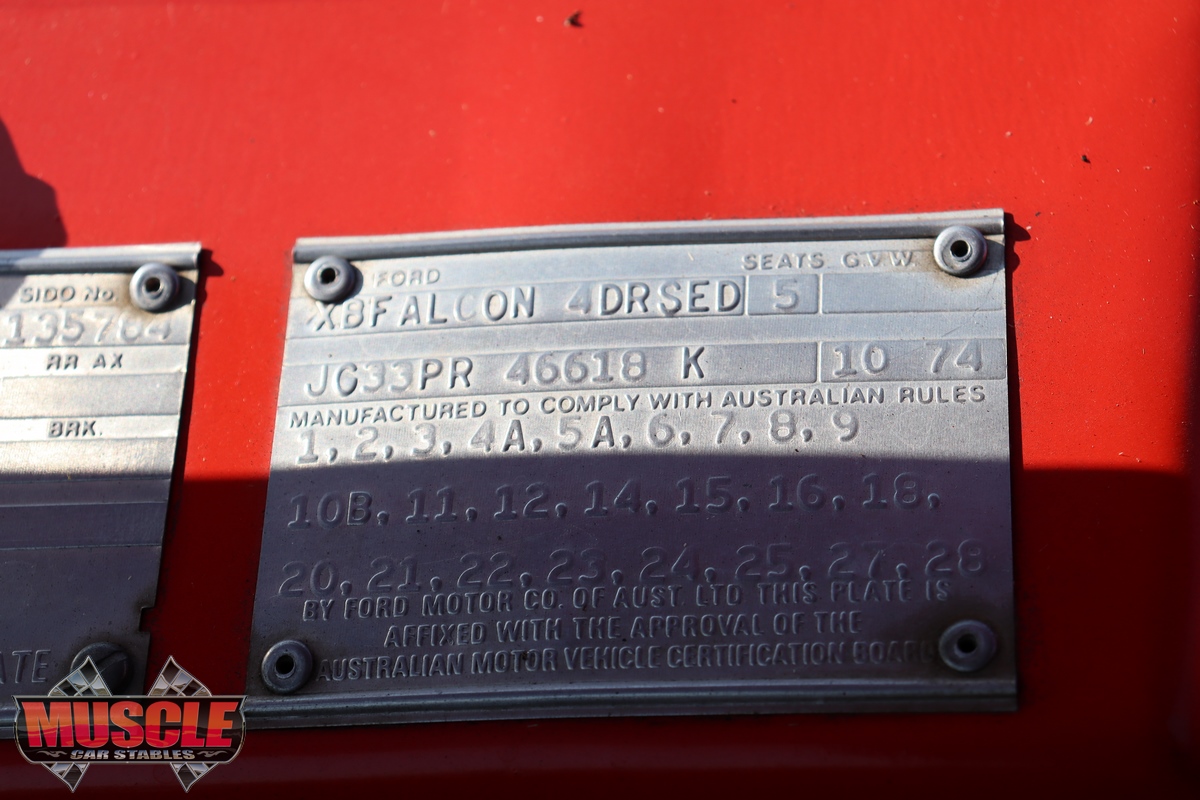 SIDO No.
135784
RR AX
BRK.
ATE
FORD SEATS G.V.W.
XBFALCON 4DRSED 5
JG33PR 46618 K 10 74
MANUFACTURED TO COMPLY WITH AUSTRALIAN RULES
1, 2, 3, 4A, 5A, 6, 7, 8, 9
10B, 11, 12, 14, 15, 16, 18,
20, 21, 22, 23, 24, 25, 27, 28
BY FORD MOTOR CO. OF AUST. LTD THIS PLATE IS
AFFIXED WITH THE APPROVAL OF THE
AUSTRALIAN MOTOR VEHICLE CERTIFICATION BOARD
MUSCLE
CAR STABLES